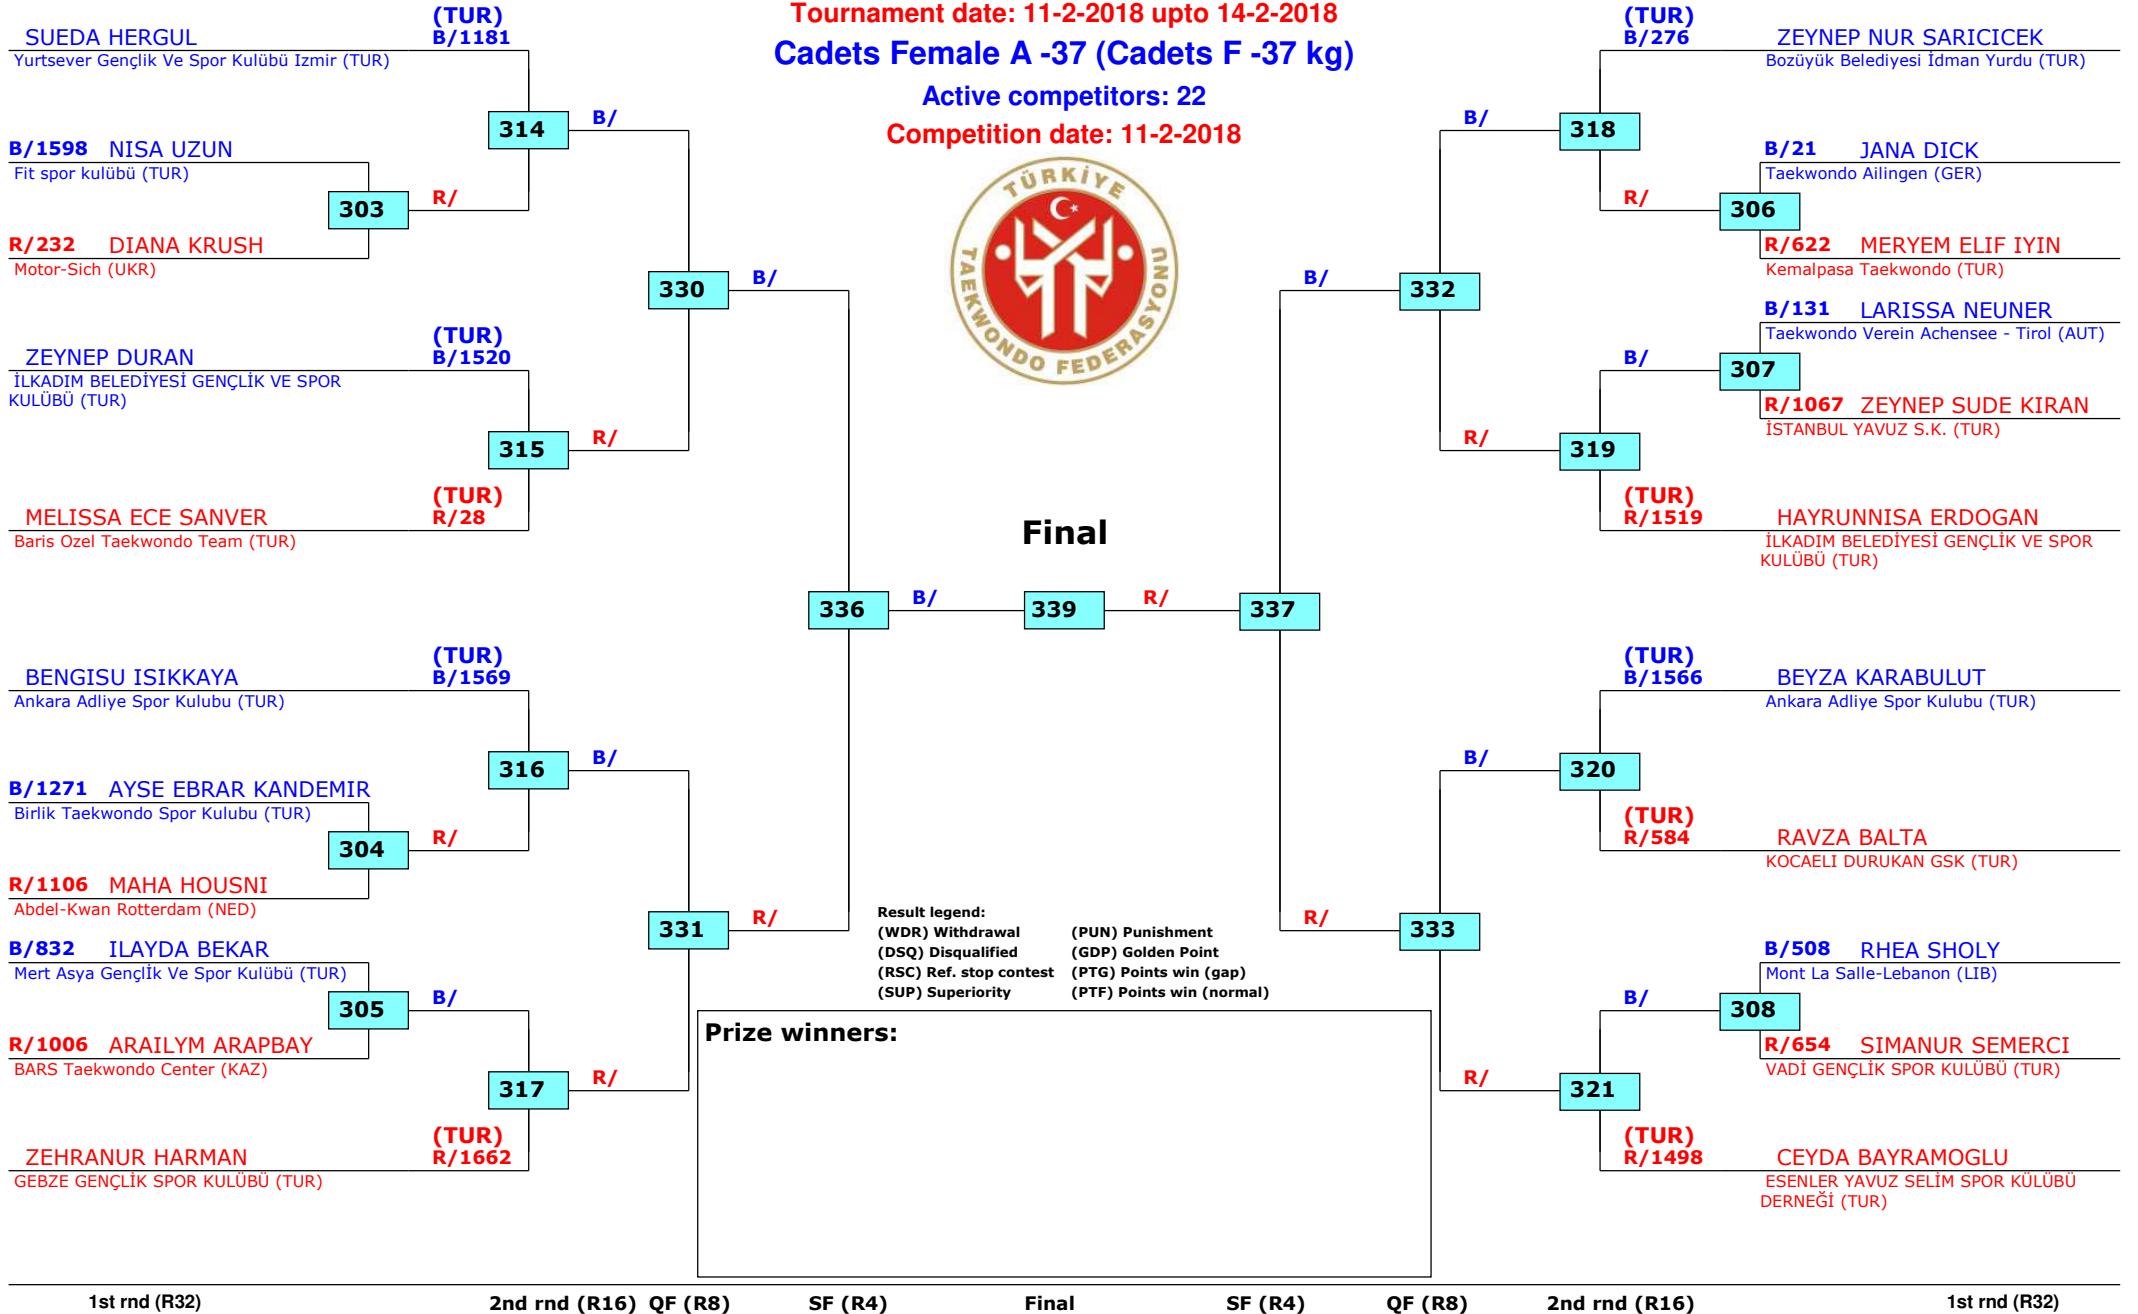 Tournament date: 11-2-2018 upto 14-2-2018
Cadets Female A -37 (Cadets F -37 kg)
Active competitors: 22
Competition date: 11-2-2018
TÜRKİYE
TAEKWONDO FEDERASYONU
(TUR)
SUEDA HERGUL B/1181
Yurtsever Gençlik Ve Spor Kulübü Izmir (TUR)
314 B/
B/1598 NISA UZUN
Fit spor kulübü (TUR)
303 R/
R/232 DIANA KRUSH
Motor-Sich (UKR)
330 B/
(TUR)
ZEYNEP DURAN B/1520
İLKADIM BELEDİYESİ GENÇLİK VE SPOR
KULÜBÜ (TUR)
315 R/
(TUR)
MELISSA ECE SANVER R/28
Baris Ozel Taekwondo Team (TUR)
336 B/
(TUR)
BENGISU ISIKKAYA B/1569
Ankara Adliye Spor Kulubu (TUR)
316 B/
B/1271 AYSE EBRAR KANDEMIR
Birlik Taekwondo Spor Kulubu (TUR)
304 R/
R/1106 MAHA HOUSNI
Abdel-Kwan Rotterdam (NED)
331 R/
B/832 ILAYDA BEKAR
Mert Asya Gençlİk Ve Spor Kulübü (TUR)
305 B/
R/1006 ARAILYM ARAPBAY
BARS Taekwondo Center (KAZ)
317 R/
(TUR)
ZEHRANUR HARMAN R/1662
GEBZE GENÇLİK SPOR KULÜBÜ (TUR)
Final
339
(TUR)
B/276 ZEYNEP NUR SARICICEK
Bozüyük Belediyesi İdman Yurdu (TUR)
B/ 318
B/21 JANA DICK
Taekwondo Ailingen (GER)
R/ 306
R/622 MERYEM ELIF IYIN
Kemalpasa Taekwondo (TUR)
B/ 332
B/131 LARISSA NEUNER
Taekwondo Verein Achensee - Tirol (AUT)
B/ 307
R/1067 ZEYNEP SUDE KIRAN
İSTANBUL YAVUZ S.K. (TUR)
R/ 319
(TUR)
R/1519 HAYRUNNISA ERDOGAN
İLKADIM BELEDİYESİ GENÇLİK VE SPOR
KULÜBÜ (TUR)
R/ 337
(TUR)
B/1566 BEYZA KARABULUT
Ankara Adliye Spor Kulubu (TUR)
B/ 320
(TUR)
R/584 RAVZA BALTA
KOCAELI DURUKAN GSK (TUR)
R/ 333
B/508 RHEA SHOLY
Mont La Salle-Lebanon (LIB)
B/ 308
R/654 SIMANUR SEMERCI
VADİ GENÇLİK SPOR KULÜBÜ (TUR)
R/ 321
(TUR)
R/1498 CEYDA BAYRAMOGLU
ESENLER YAVUZ SELİM SPOR KÜLÜBÜ
DERNEĞİ (TUR)
Result legend:
(WDR) Withdrawal (PUN) Punishment
(DSQ) Disqualified (GDP) Golden Point
(RSC) Ref. stop contest (PTG) Points win (gap)
(SUP) Superiority (PTF) Points win (normal)
Prize winners:
1st rnd (R32) 2nd rnd (R16) QF (R8) SF (R4) Final SF (R4) QF (R8) 2nd rnd (R16) 1st rnd (R32)